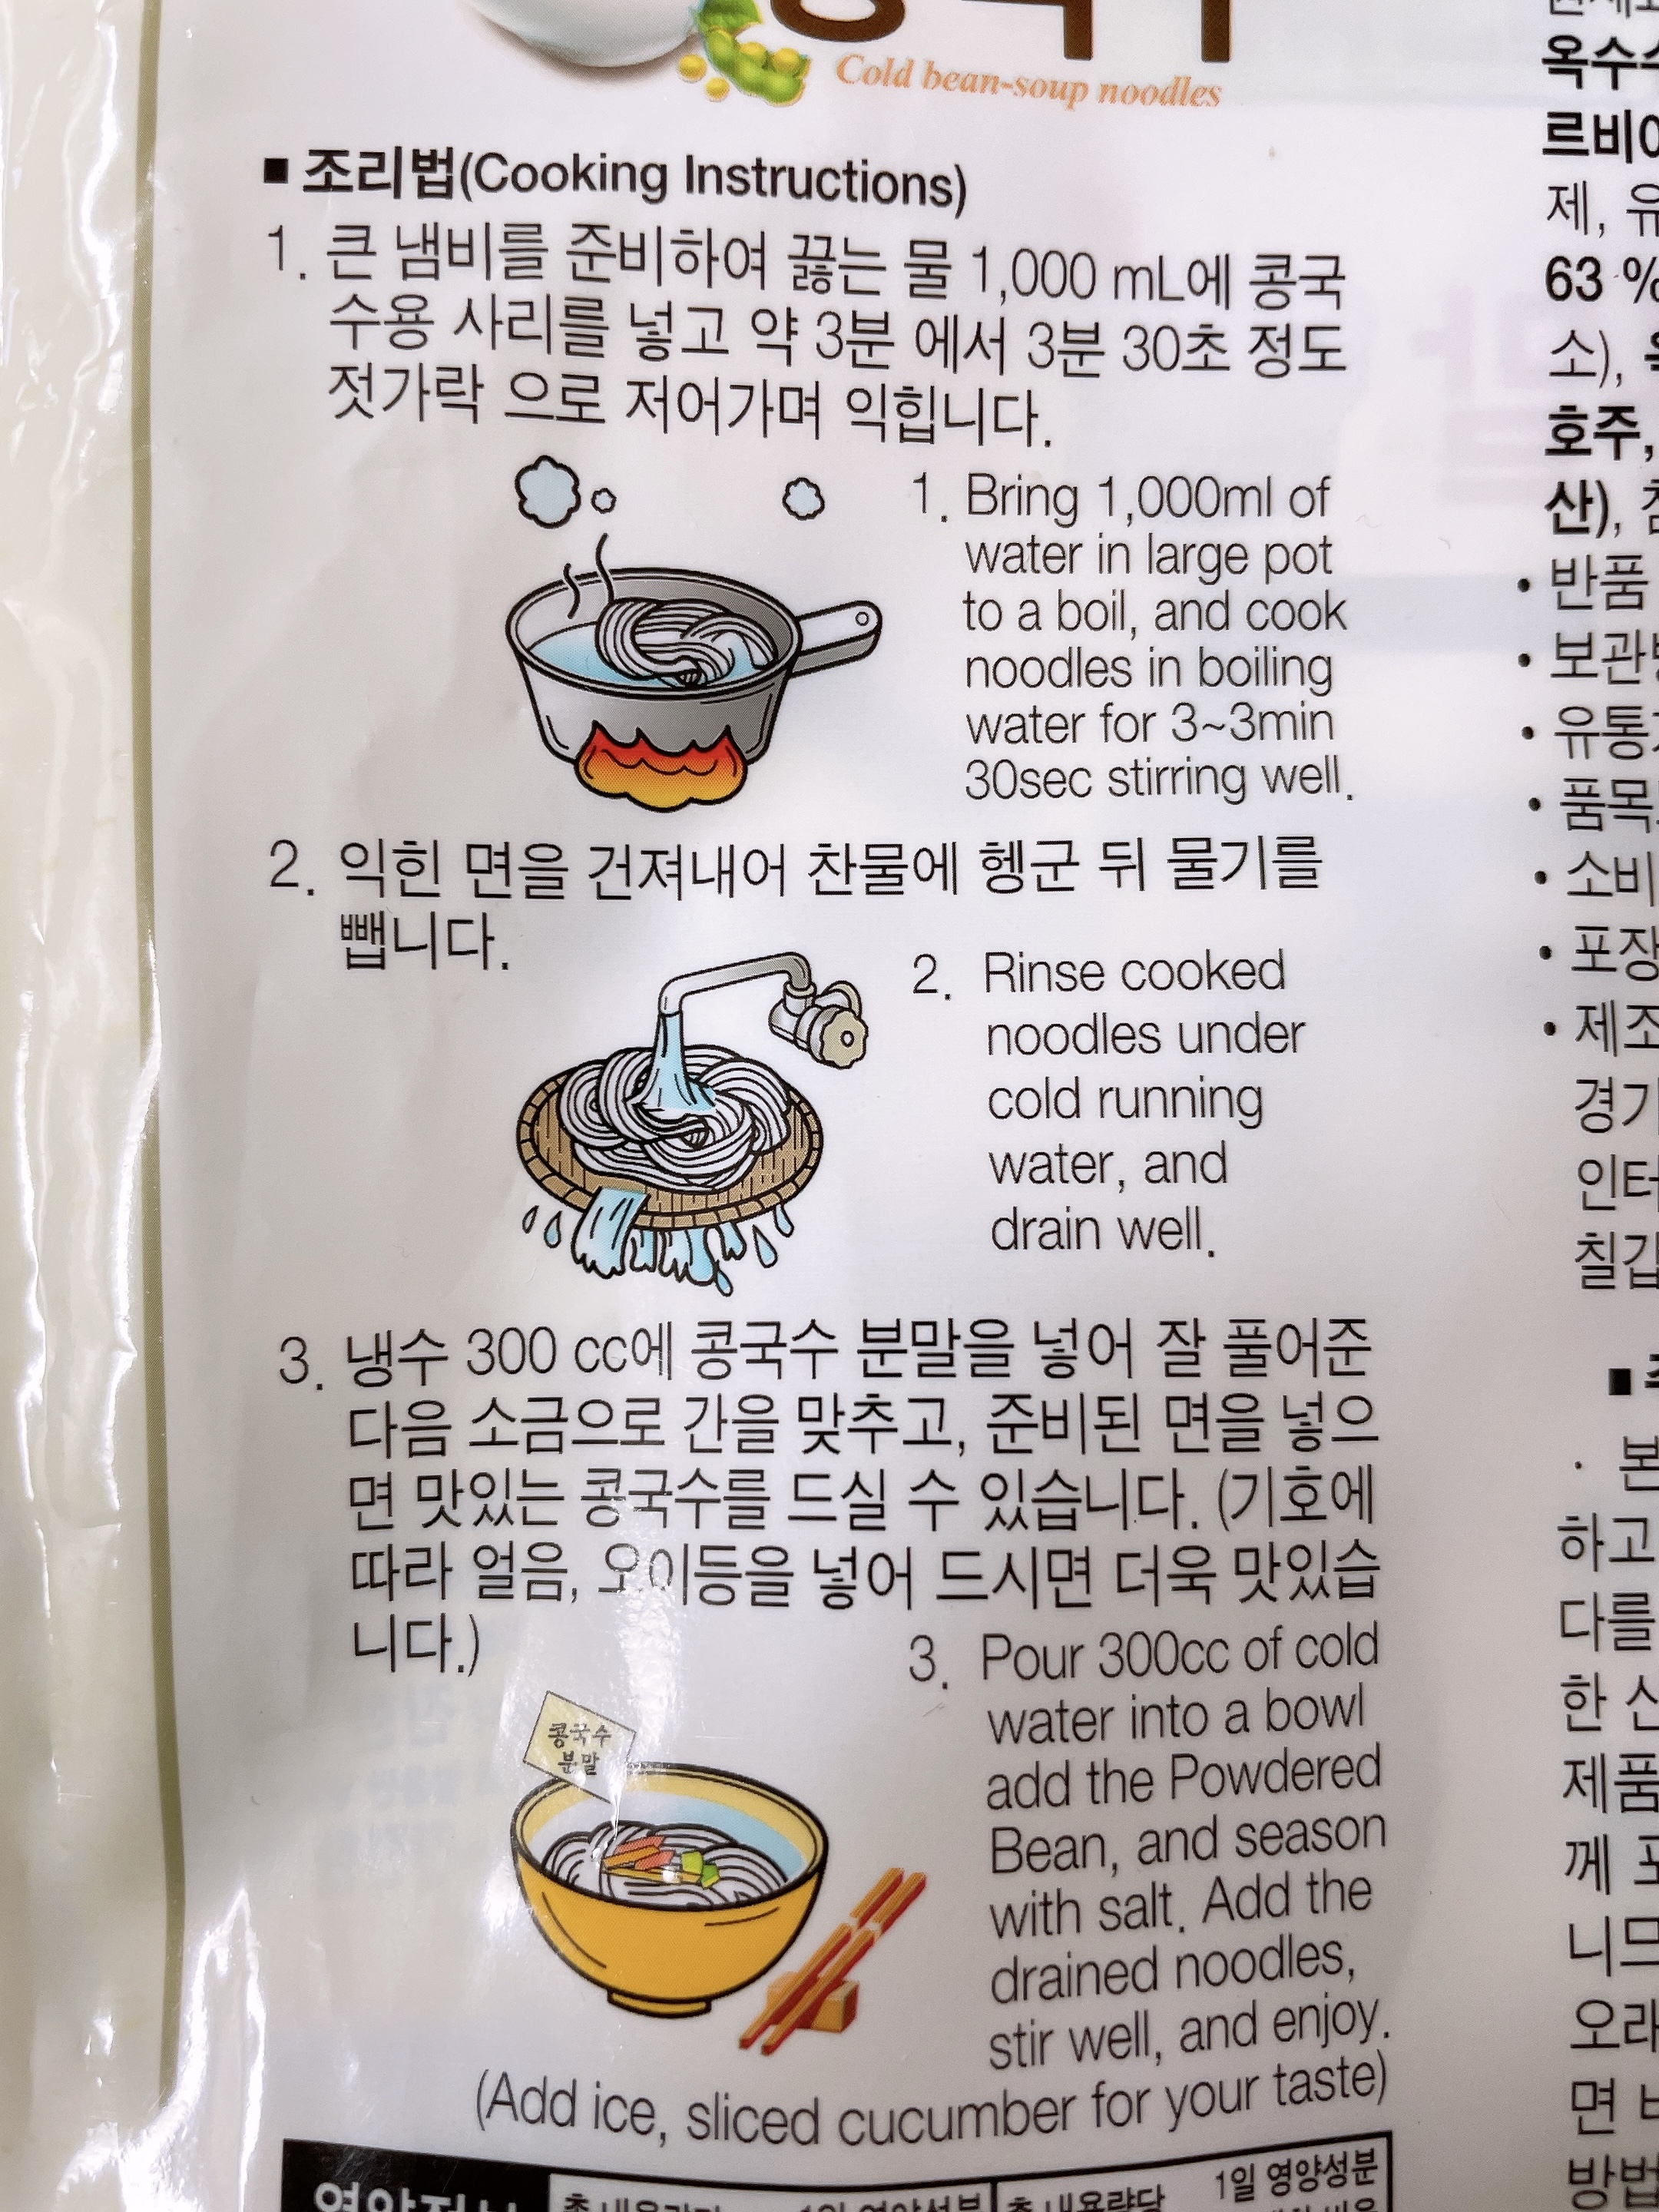 Cold bean-soup noodles
■ 조리법(Cooking Instructions)
1. 큰 냄비를 준비하여 끓는 물 1,000 mL에 콩국
수용 사리를 넣고 약 3분 에서 3분 30초 정도
젓가락 으로 저어가며 익힙니다.
1. Bring 1,000ml of
water in large pot
to a boil, and cook
noodles in boiling
water for 3~3min
30sec stirring well.
2. 익힌 면을 건져내어 찬물에 헹군 뒤 물기를
뺍니다.
2. Rinse cooked
noodles under
cold running
water, and
drain well.
3. 냉수 300 cc에 콩국수 분말을 넣어 잘 풀어준
다음 소금으로 간을 맞추고, 준비된 면을 넣으
면 맛있는 콩국수를 드실 수 있습니다. (기호에
따라 얼음, 오이등을 넣어 드시면 더욱 맛있습
니다.)
콩국수
분말
3. Pour 300cc of cold
water into a bowl
add the Powdered
Bean, and season
with salt. Add the
drained noodles,
stir well, and enjoy.
(Add ice, sliced cucumber for your taste)
1일 영양성분
옥수
르비
제, 유
63 %
소),
호주,
산),
• 반품
• 보관
• 유통
• 품목
• 소비
• 포장
• 제조
경기
인터
칠갑
■
· 본
하고
다를
한
제품
께
니므
오래
면
방법